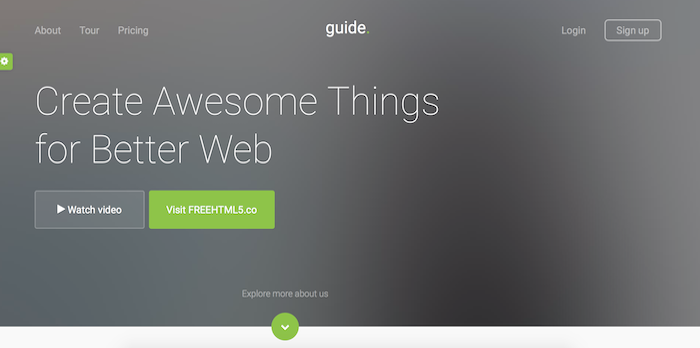 About Tour Pricing guide. Login Sign up
Create Awesome Things
for Better Web
Watch video Visit FREEHTML5.co
Explore more about us